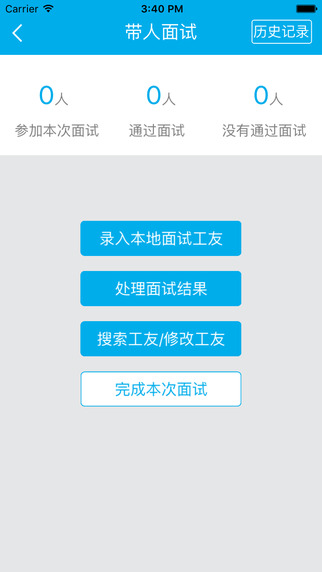 Carrier 3:40 PM
带人面试 历史记录
0人 0人 0人
参加本次面试 通过面试 没有通过面试
录入本地面试工友
处理面试结果
搜索工友/修改工友
完成本次面试